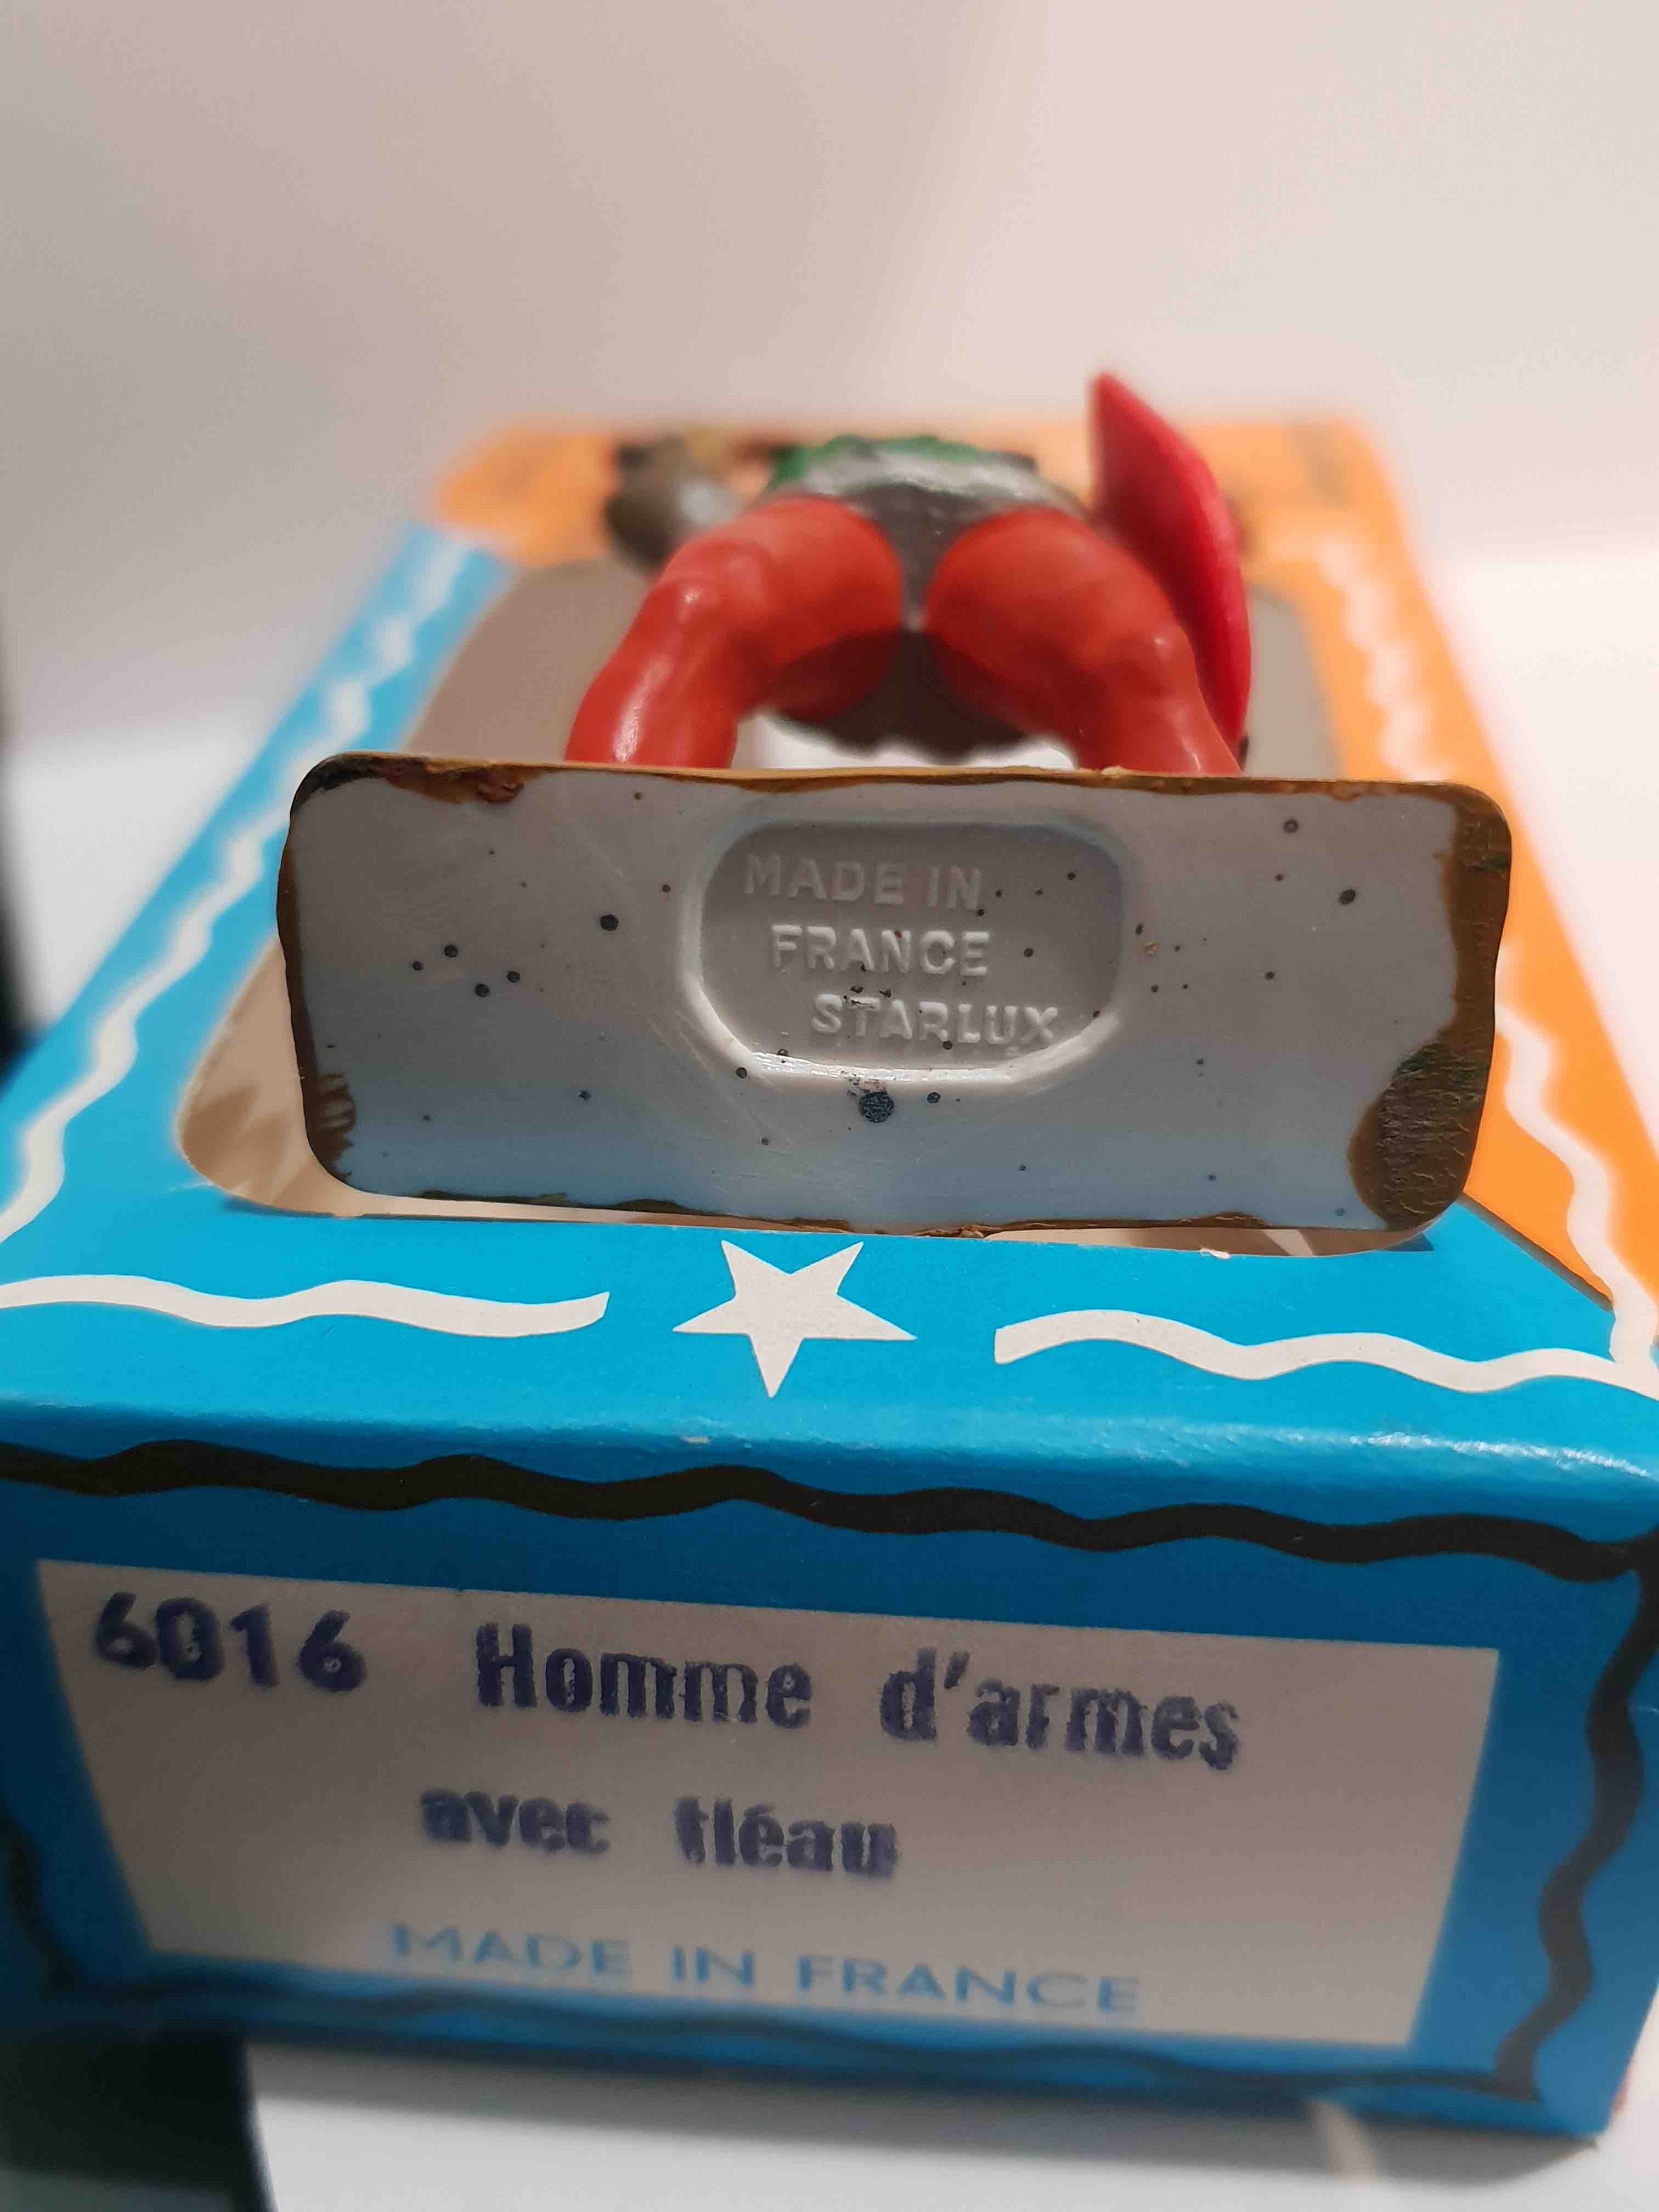 MADE IN
FRANCE
STARLUX
6016 Homme d'armes
avec fléau
MADE IN FRANCE